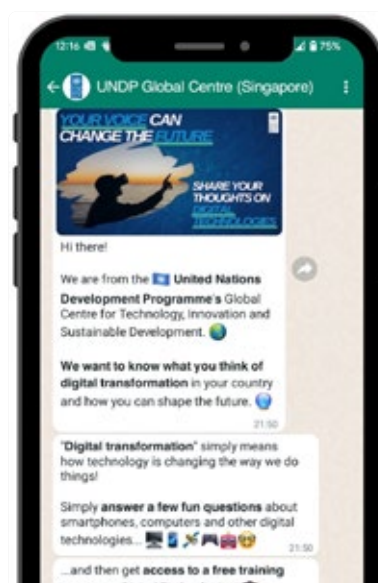 12:16
75%
UNDP Global Centre (Singapore)
YOUR VOICE CAN
CHANGE THE FUTURE
SHARE YOUR
THOUGHTS ON
DIGITAL
TECHNOLOGIES
Hi there!
We are from the United Nations
Development Programme's Global
Centre for Technology, Innovation and
Sustainable Development.
We want to know what you think of
digital transformation in your country
and how you can shape the future.
21:50
"Digital transformation" simply means
how technology is changing the way we do
things!
Simply answer a few fun questions about
smartphones, computers and other digital
technologies...
21:50
...and then get access to a free training